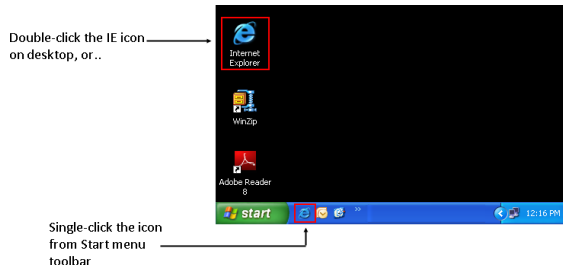 Double-click the IE icon
on desktop, or..
Internet
Explorer
WinZip
Adobe Reader
8
start
»
12:16 PM
Single-click the icon
from Start menu
toolbar